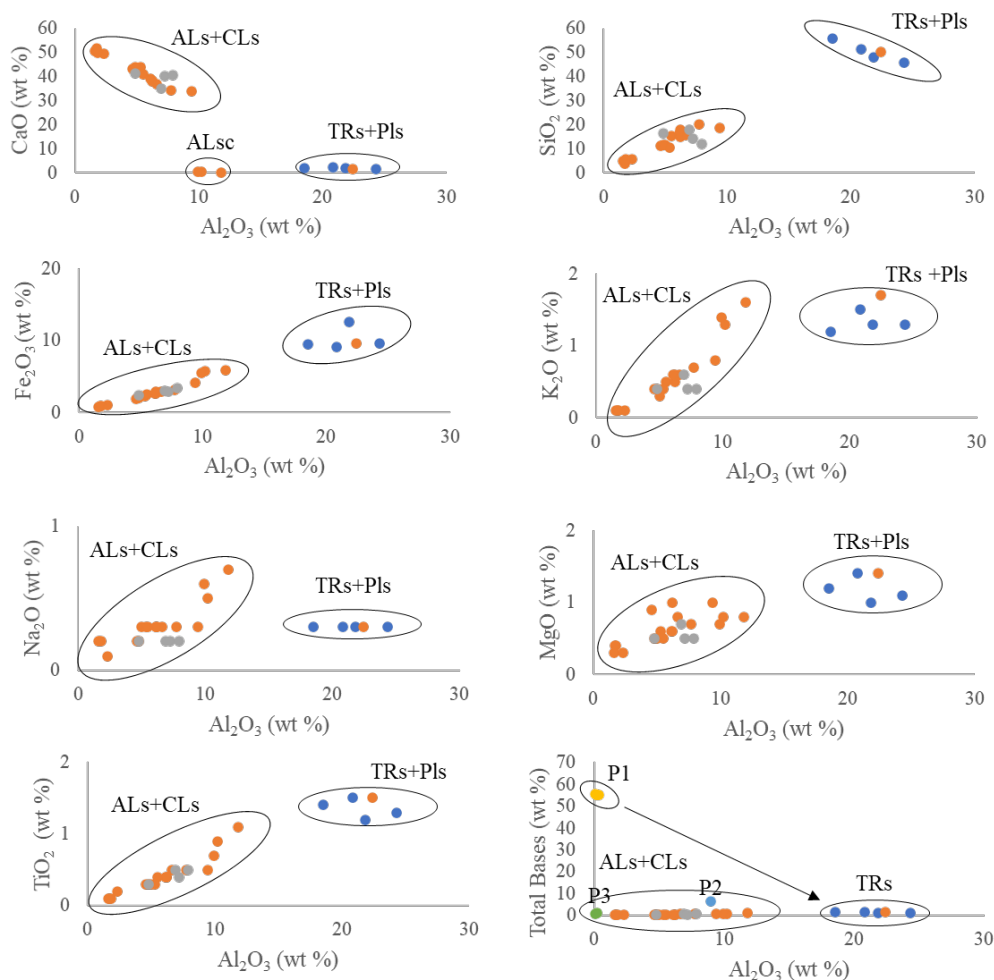 CaO (wt %)
60
50
40
30
20
10
0
ALs+CLs
ALsc
TRs+Pls
0
10
20
30
Al₂O₃ (wt %)
SiO₂ (wt %)
60
50
40
30
20
10
0
ALs+CLs
TRs+Pls
0
10
20
30
Al₂O₃ (wt %)
Fe₂O₃ (wt %)
20
10
0
ALs+CLs
TRs+Pls
0
10
20
30
Al₂O₃ (wt %)
K₂O (wt %)
2
1
0
ALs+CLs
TRs +Pls
0
10
20
30
Al₂O₃ (wt %)
Na₂O (wt %)
1
0
ALs+CLs
TRs+Pls
0
10
20
30
Al₂O₃ (wt %)
MgO (wt %)
2
1
0
ALs+CLs
TRs+Pls
0
10
20
30
Al₂O₃ (wt %)
TiO₂ (wt %)
2
1
0
ALs+CLs
TRs+Pls
0
10
20
30
Al₂O₃ (wt %)
Total Bases (wt %)
70
60
50
40
30
20
10
0
P1
ALs+CLs
P3
P2
TRs
0
10
20
30
Al₂O₃ (wt %)